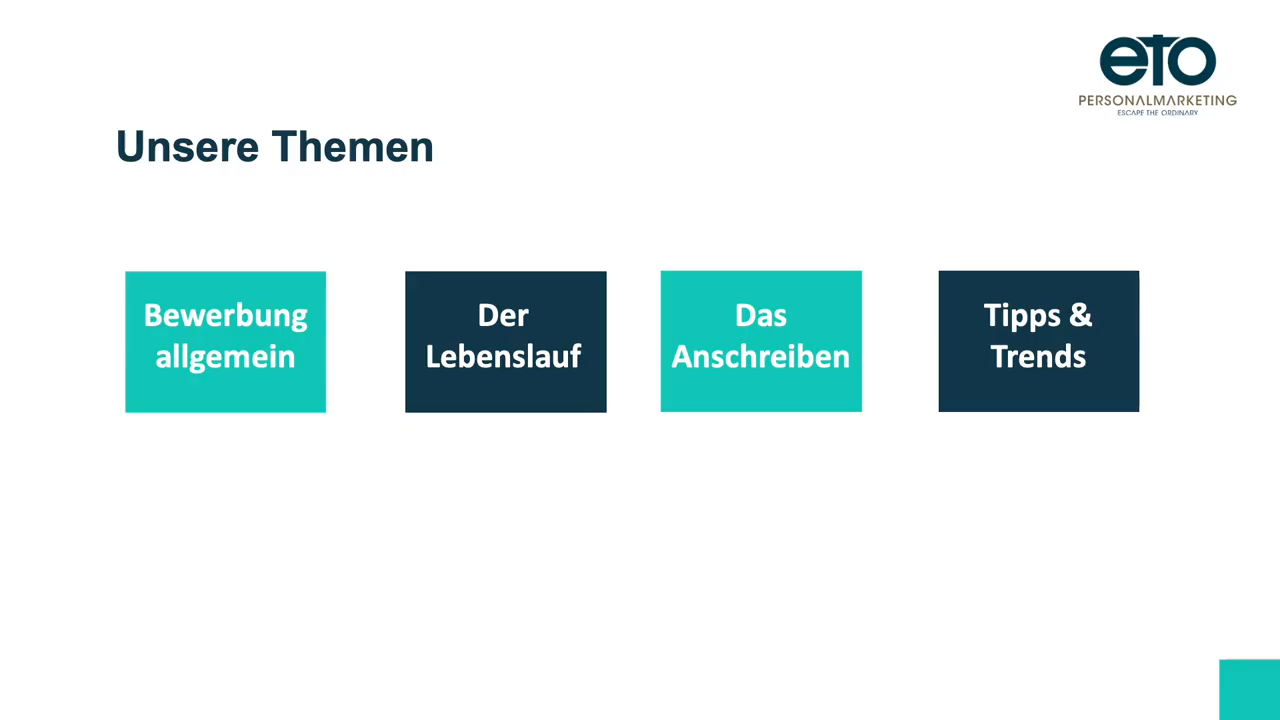 eTO
PERSONALMARKETING
ESCAPE THE ORDINARY
Unsere Themen
Bewerbung
allgemein
Der
Lebenslauf
Das
Anschreiben
Tipps &
Trends